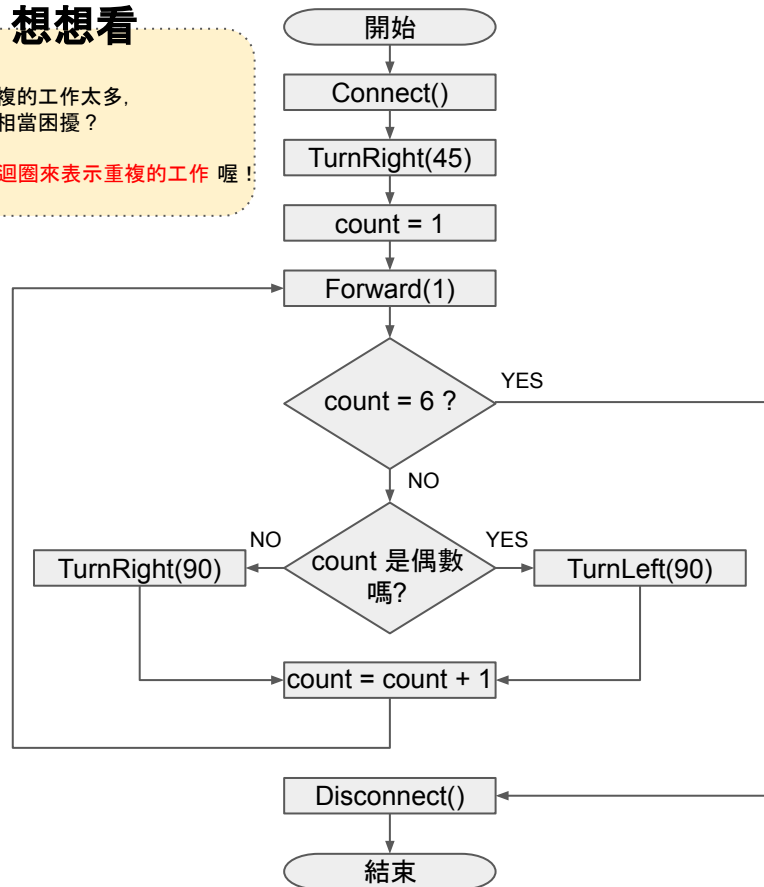 想想看
複的工作太多,
相當困擾？
迴圈來表示重複的工作 喔！
開始
Connect()
TurnRight(45)
count = 1
Forward(1)
count = 6 ?
YES
NO
count 是偶數
嗎?
NO
YES
TurnRight(90)
TurnLeft(90)
count = count + 1
Disconnect()
結束